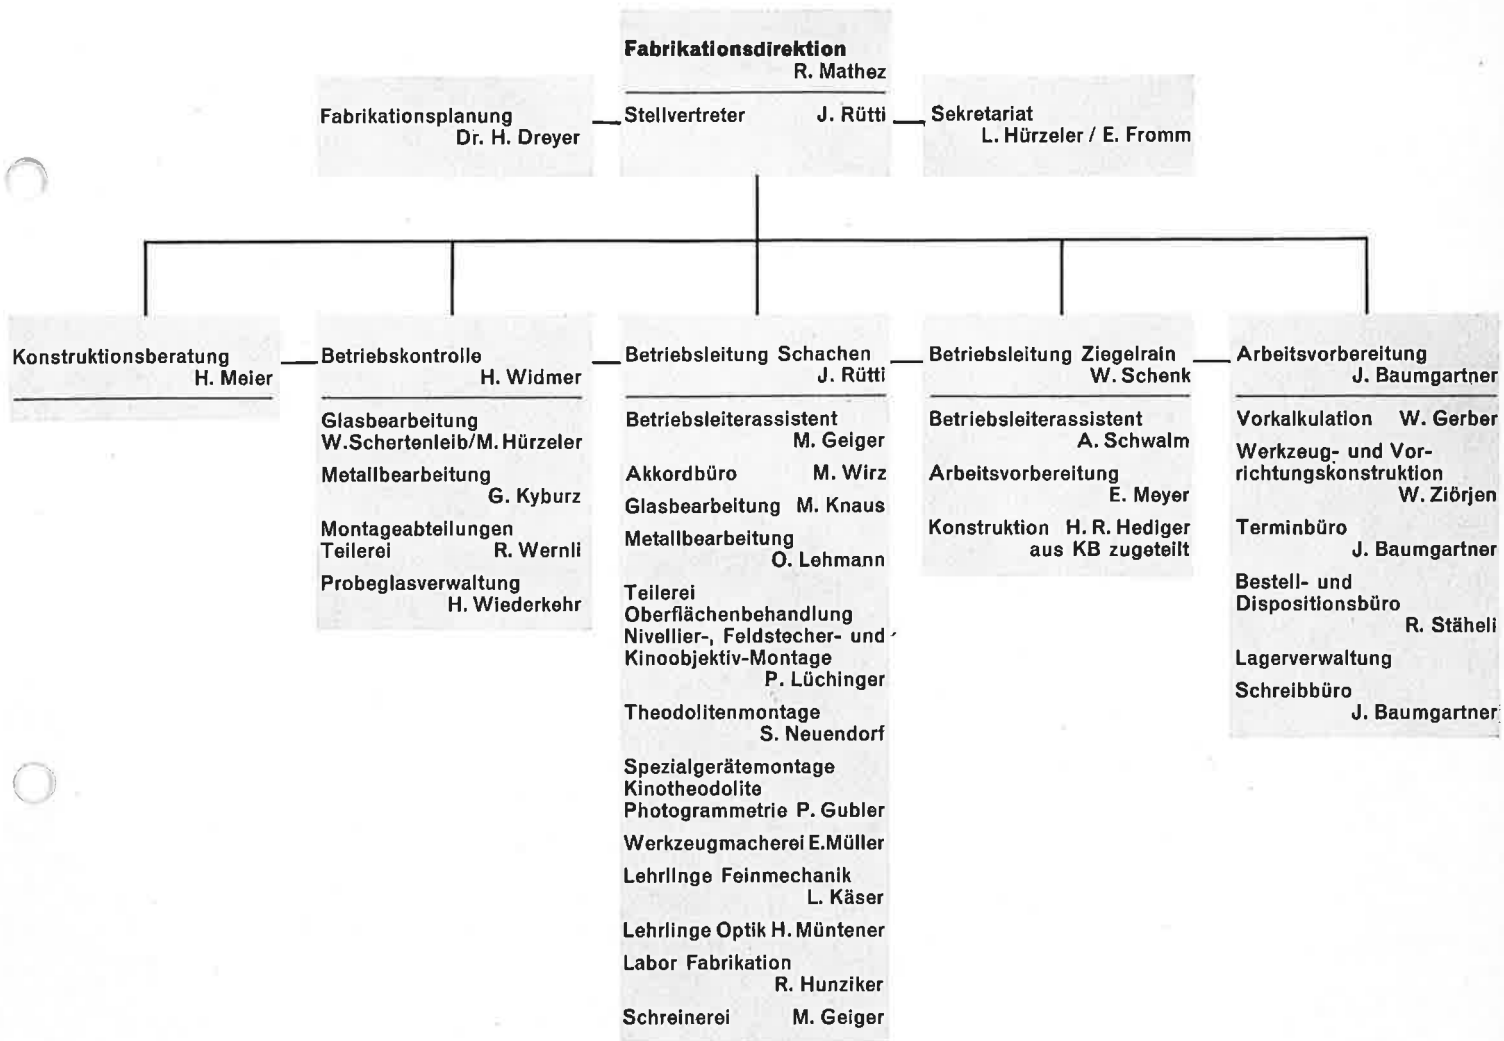 Fabrikationsdirektion
R. Mathez
Fabrikationsplanung
Dr. H. Dreyer
Stellvertreter J. Rütti
Sekretariat
L. Hürzeler / E. Fromm
Konstruktionsberatung
H. Meier
Betriebskontrolle
H. Widmer
Glasbearbeitung
W.Schertenleib/M.Hürzeler
Metallbearbeitung
G. Kyburz
Montageabteilungen
Teilerei R. Wernli
Probeglasverwaltung
H. Wiederkehr
Betriebsleitung Schachen
J. Rütti
Betriebsleiterassistent
M. Geiger
Akkordbüro M. Wirz
Glasbearbeitung M. Knaus
Metallbearbeitung
O. Lehmann
Teilerei
Oberflächenbehandlung
Nivellier-, Feldstecher- und
Kinoobjektiv-Montage
P. Lüchinger
Theodolitenmontage
S. Neuendorf
Spezialgerätemontage
Kinotheodolite
Photogrammetrie P. Gubler
Werkzeugmacherei E.Müller
Lehrlinge Feinmechanik
L. Käser
Lehrlinge Optik H. Müntener
Labor Fabrikation
R. Hunziker
Schreinerei M. Geiger
Betriebsleitung Ziegelrain
W. Schenk
Betriebsleiterassistent
A. Schwalm
Arbeitsvorbereitung
E. Meyer
Konstruktion H. R. Hediger
aus KB zugeteilt
Arbeitsvorbereitung
J. Baumgartner
Vorkalkulation W. Gerber
Werkzeug- und Vor-
richtungskonstruktion
W. Ziörjen
Terminbüro
J. Baumgartner
Bestell- und
Dispositionsbüro
R. Stäheli
Lagerverwaltung
Schreibbüro
J. Baumgartner